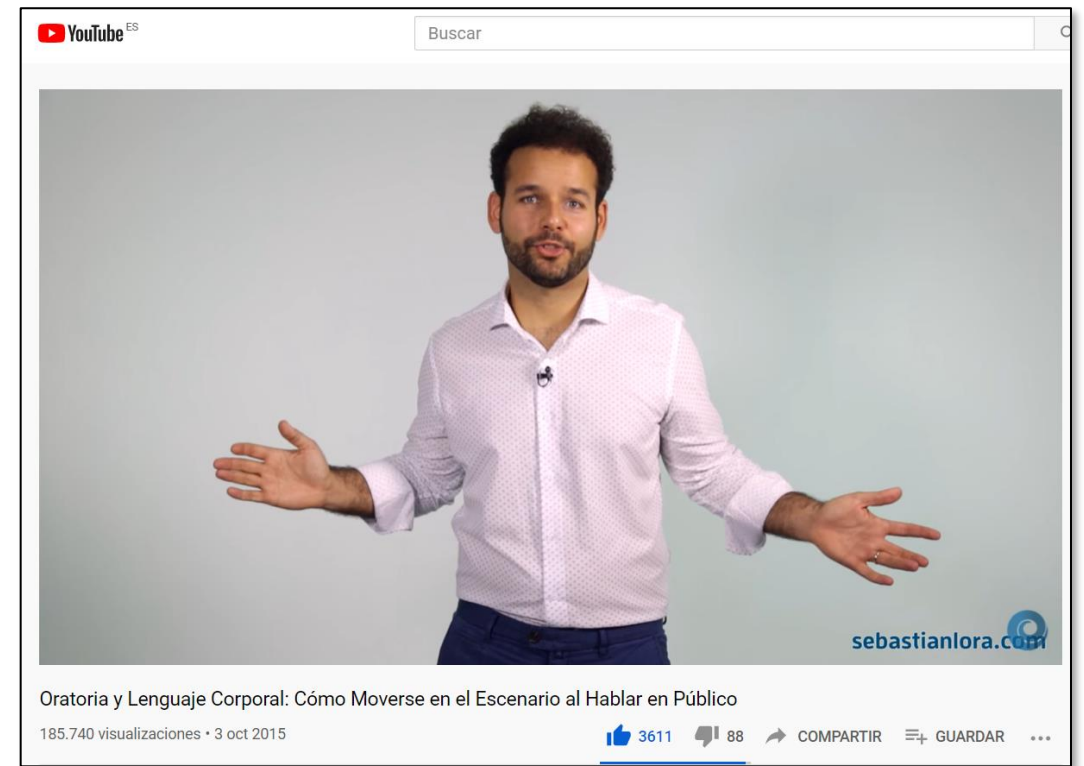 YouTube ES
Buscar
sebastianlora.com
Oratoria y Lenguaje Corporal: Cómo Moverse en el Escenario al Hablar en Público
185.740 visualizaciones • 3 oct 2015
3611 88 COMPARTIR GUARDAR